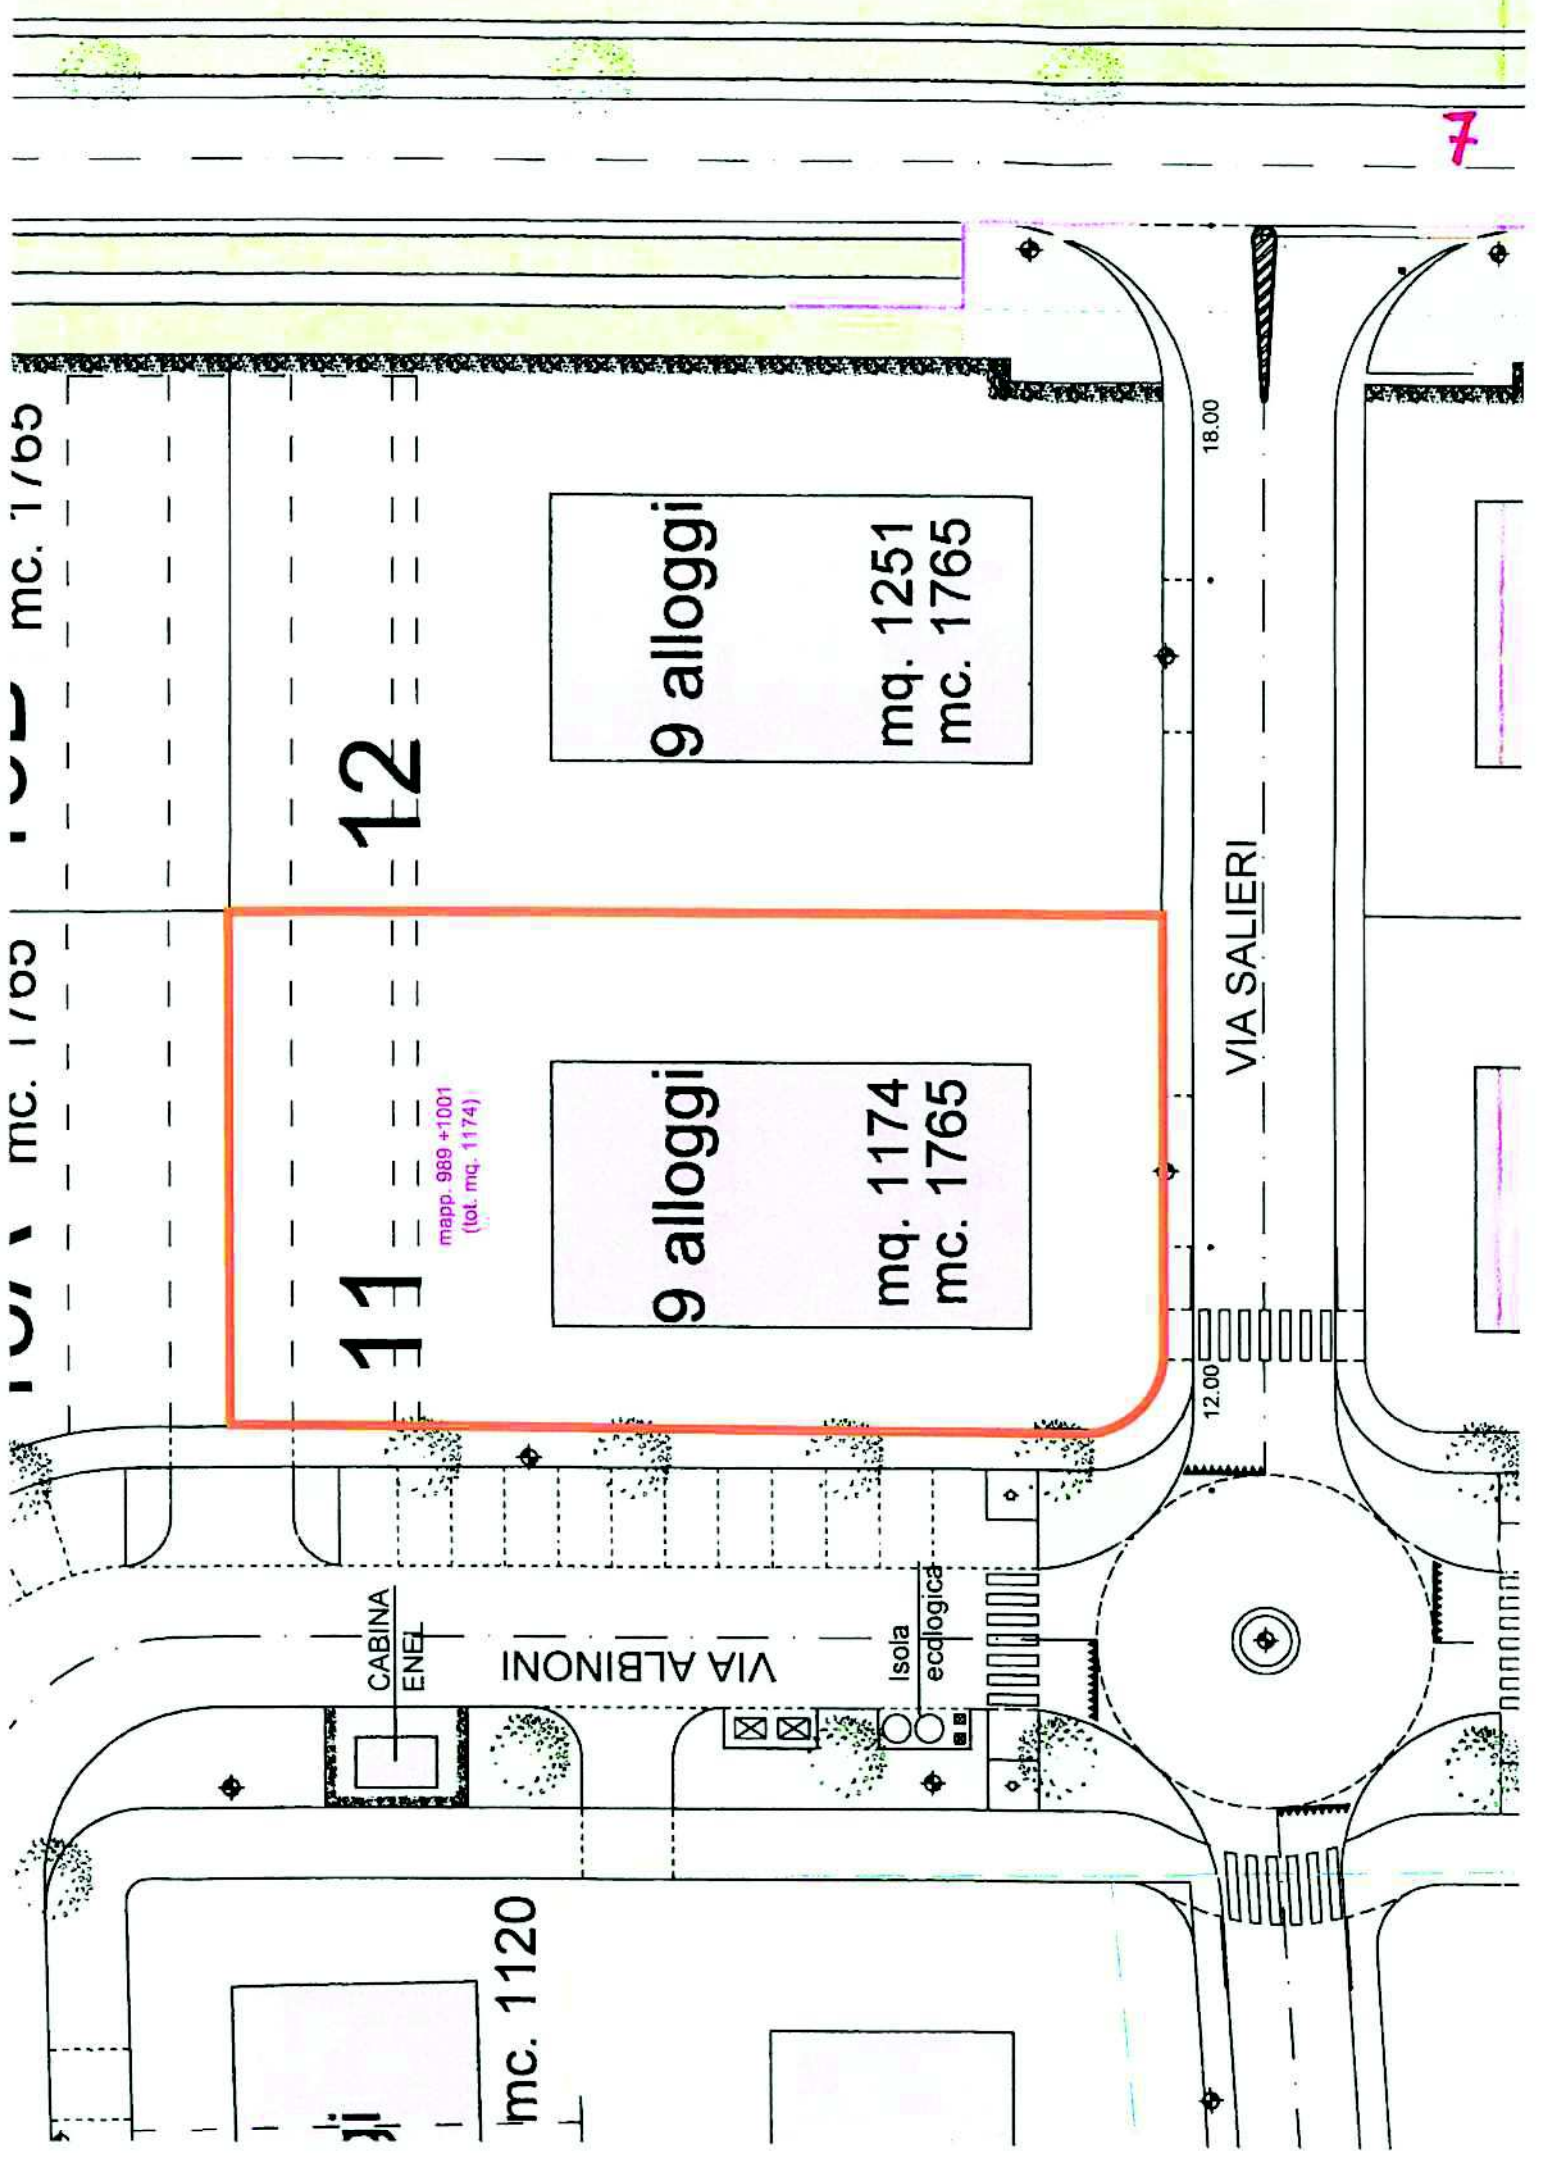 7
mc. 1765
12
9 alloggi
mq. 1251
mc. 1765
18.00
mc. 1765
11
mapp. 989 +1001
(tot. mq. 1174)
9 alloggi
mq. 1174
mc. 1765
VIA SALIERI
12.00
CABINA
ENEL
VIA ALBINONI
Isola
ecologica
mc. 1120